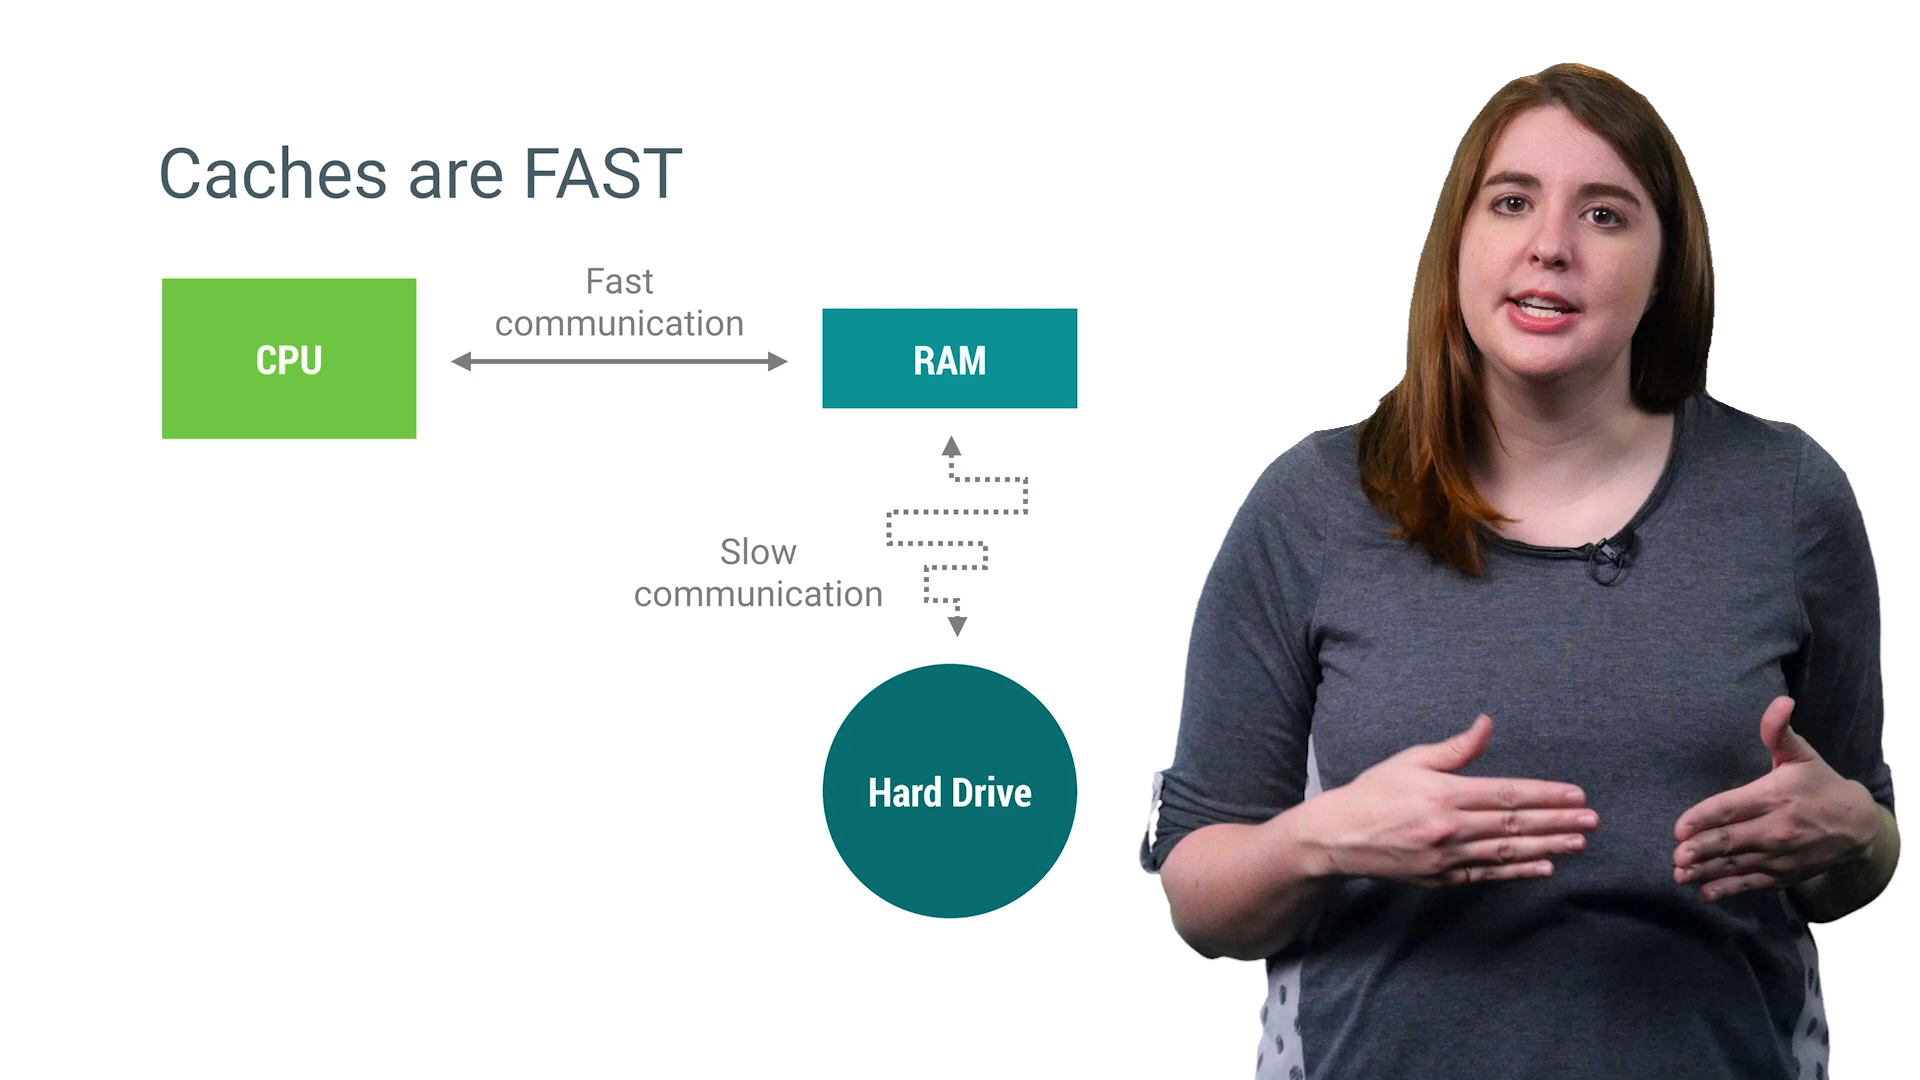 Caches are FAST
Fast
communication
CPU
RAM
Slow
communication
Hard Drive